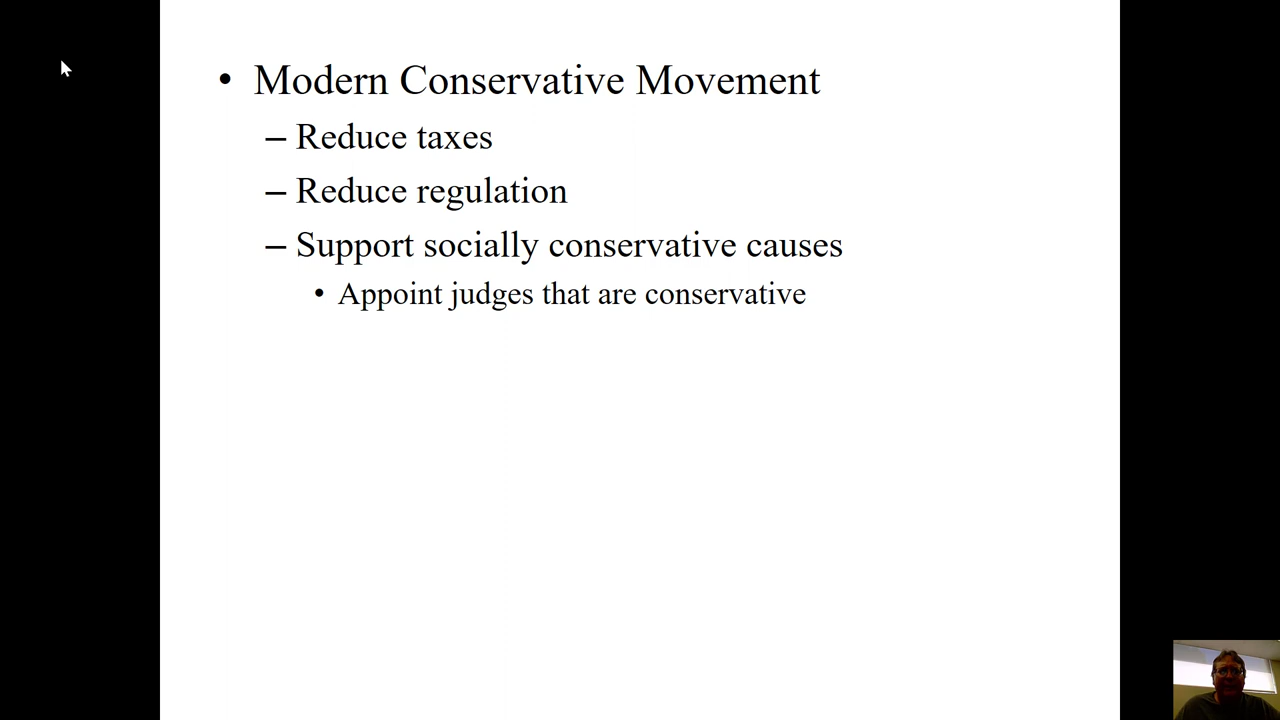 • Modern Conservative Movement
– Reduce taxes
– Reduce regulation
– Support socially conservative causes
• Appoint judges that are conservative